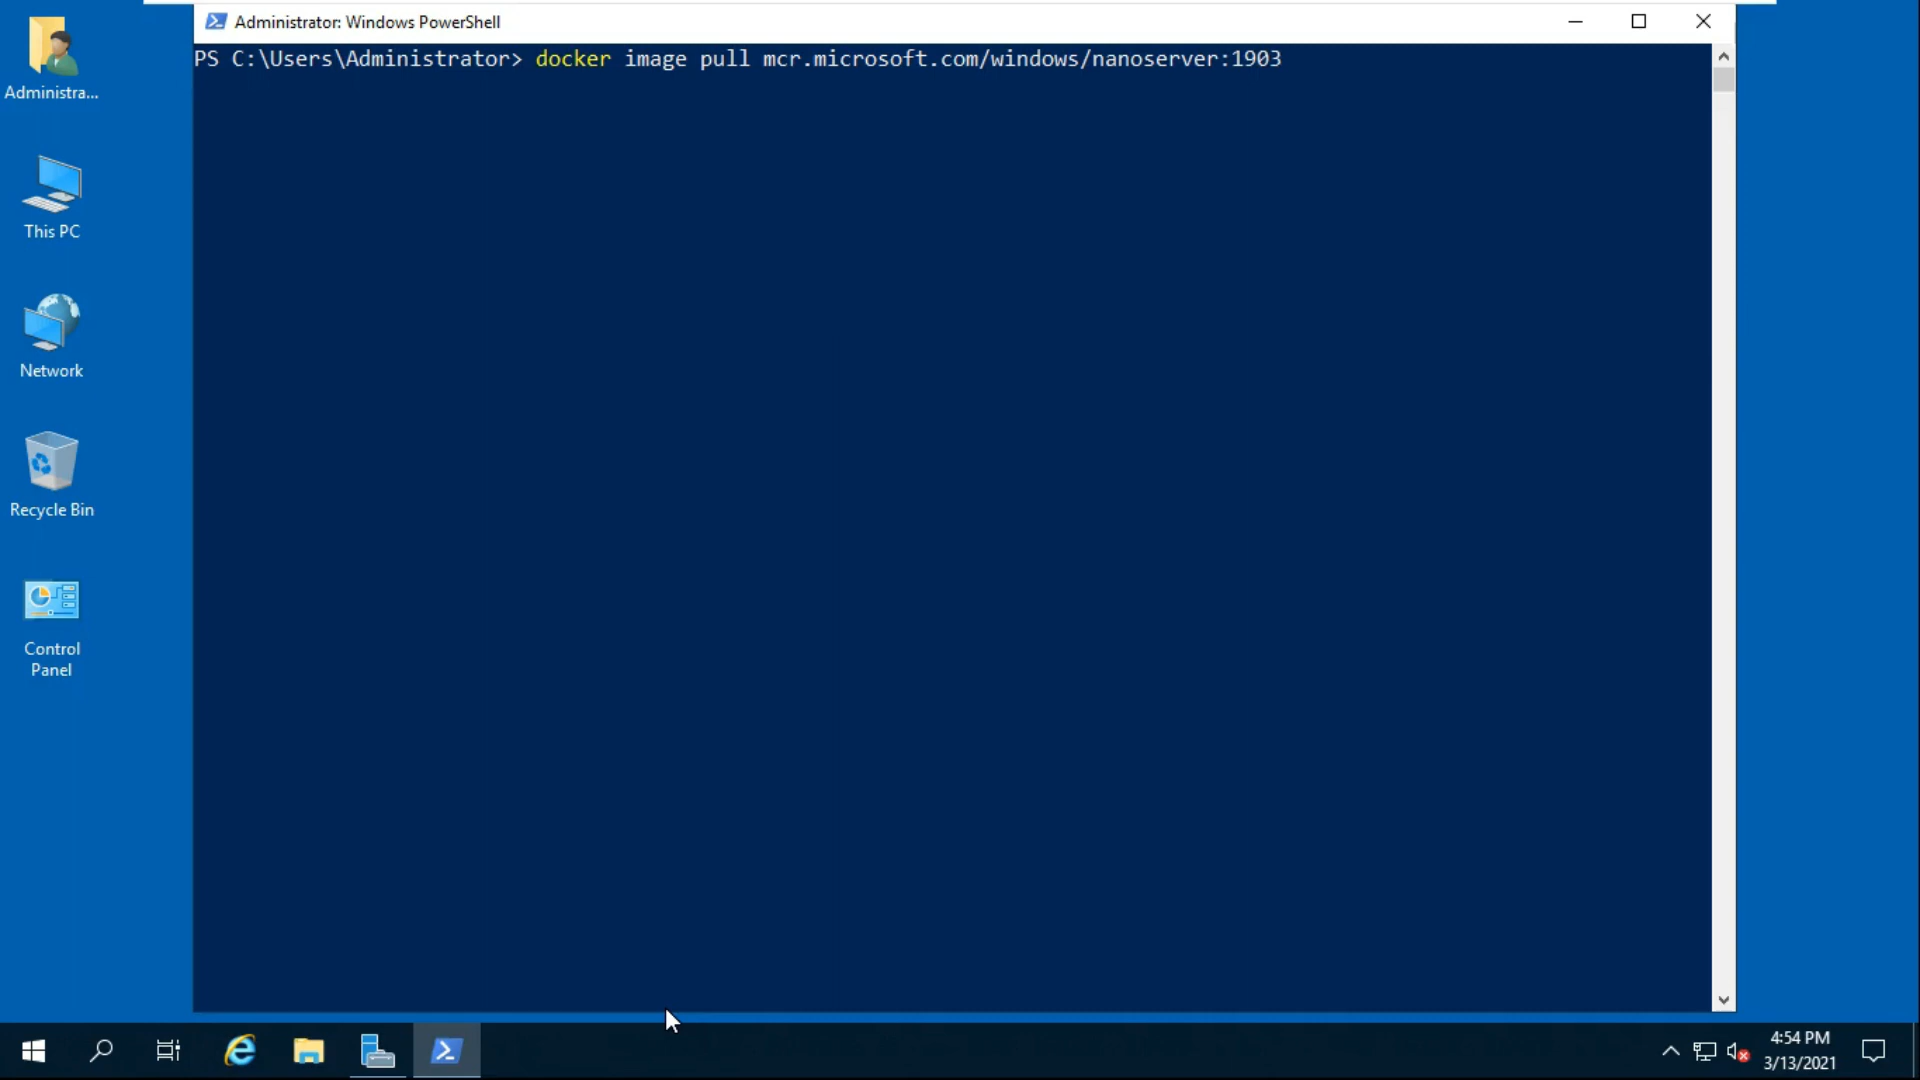 Administrator: Windows PowerShell
PS C:\Users\Administrator> docker image pull mcr.microsoft.com/windows/nanoserver:1903
Administra...
This PC
Network
Recycle Bin
Control
Panel
4:54 PM
3/13/2021